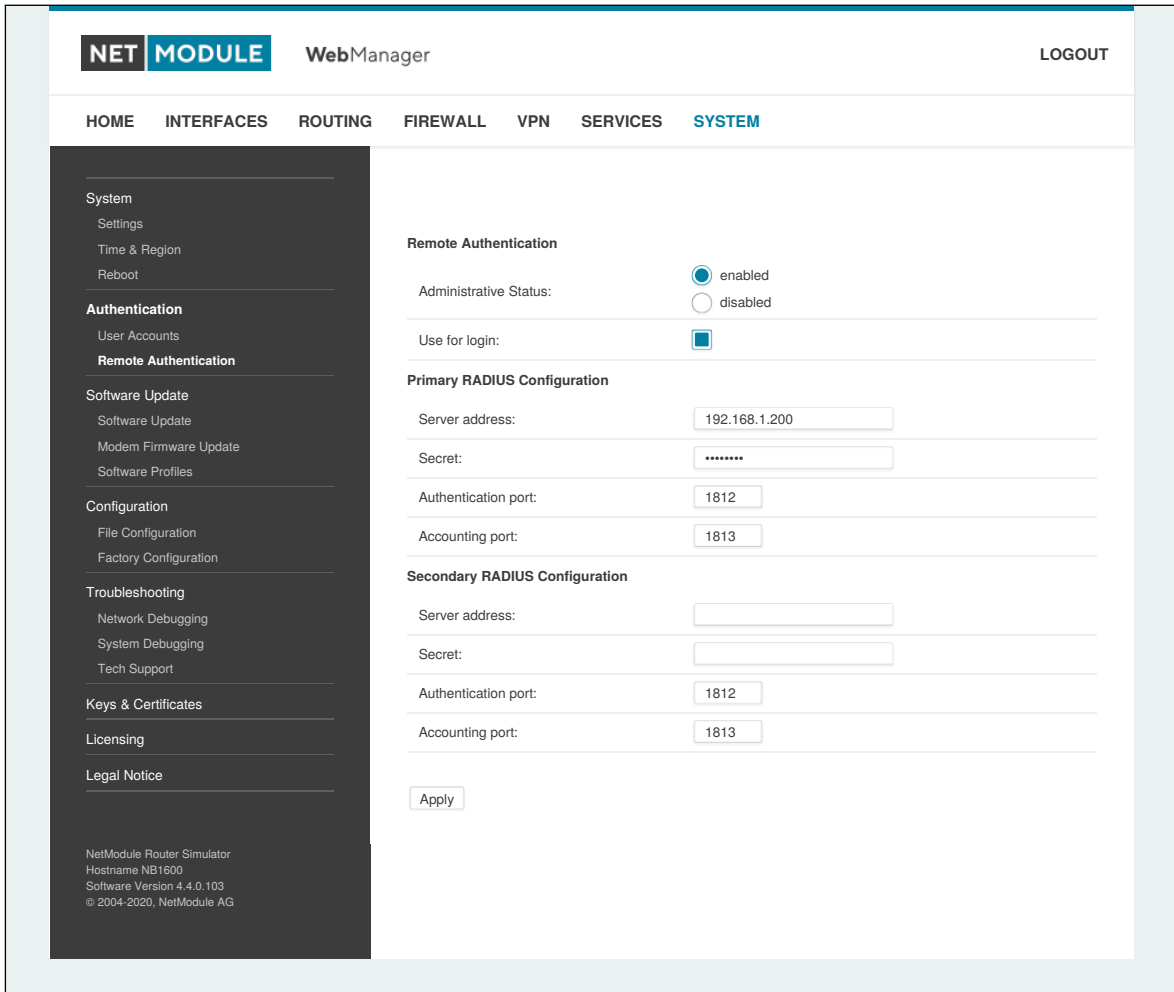 NET MODULE WebManager LOGOUT
HOME INTERFACES ROUTING FIREWALL VPN SERVICES SYSTEM
System
Settings
Time & Region
Reboot
Authentication
User Accounts
Remote Authentication
Software Update
Software Update
Modem Firmware Update
Software Profiles
Configuration
File Configuration
Factory Configuration
Troubleshooting
Network Debugging
System Debugging
Tech Support
Keys & Certificates
Licensing
Legal Notice
NetModule Router Simulator
Hostname NB1600
Software Version 4.4.0.103
© 2004-2020, NetModule AG
Remote Authentication
Administrative Status: enabled
disabled
Use for login:
Primary RADIUS Configuration
Server address: 192.168.1.200
Secret: ••••••••
Authentication port: 1812
Accounting port: 1813
Secondary RADIUS Configuration
Server address:
Secret:
Authentication port: 1812
Accounting port: 1813
Apply